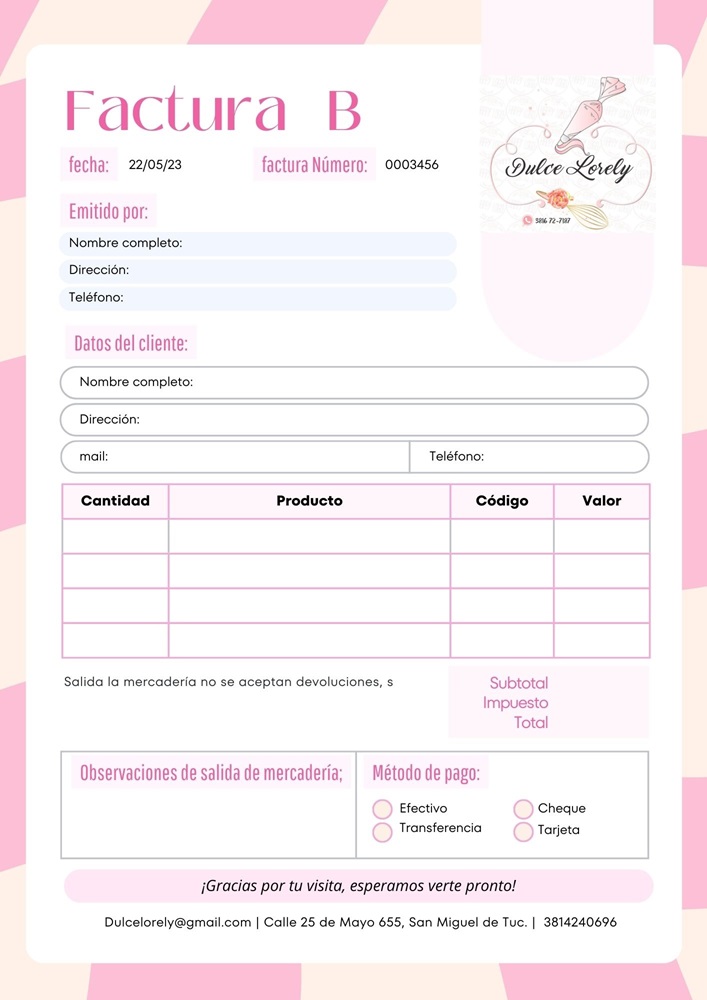 Factura B
fecha: 22/05/23 factura Número: 0003456
Dulce Lorely
3816 72-7187
Emitido por:
Nombre completo:
Dirección:
Teléfono:
Datos del cliente:
Nombre completo:
Dirección:
mail: Teléfono:
Cantidad Producto Código Valor
Salida la mercadería no se aceptan devoluciones, s
Subtotal
Impuesto
Total
Observaciones de salida de mercadería;
Método de pago:
Efectivo Cheque
Transferencia Tarjeta
¡Gracias por tu visita, esperamos verte pronto!
Dulcelorely@gmail.com | Calle 25 de Mayo 655, San Miguel de Tuc. | 3814240696